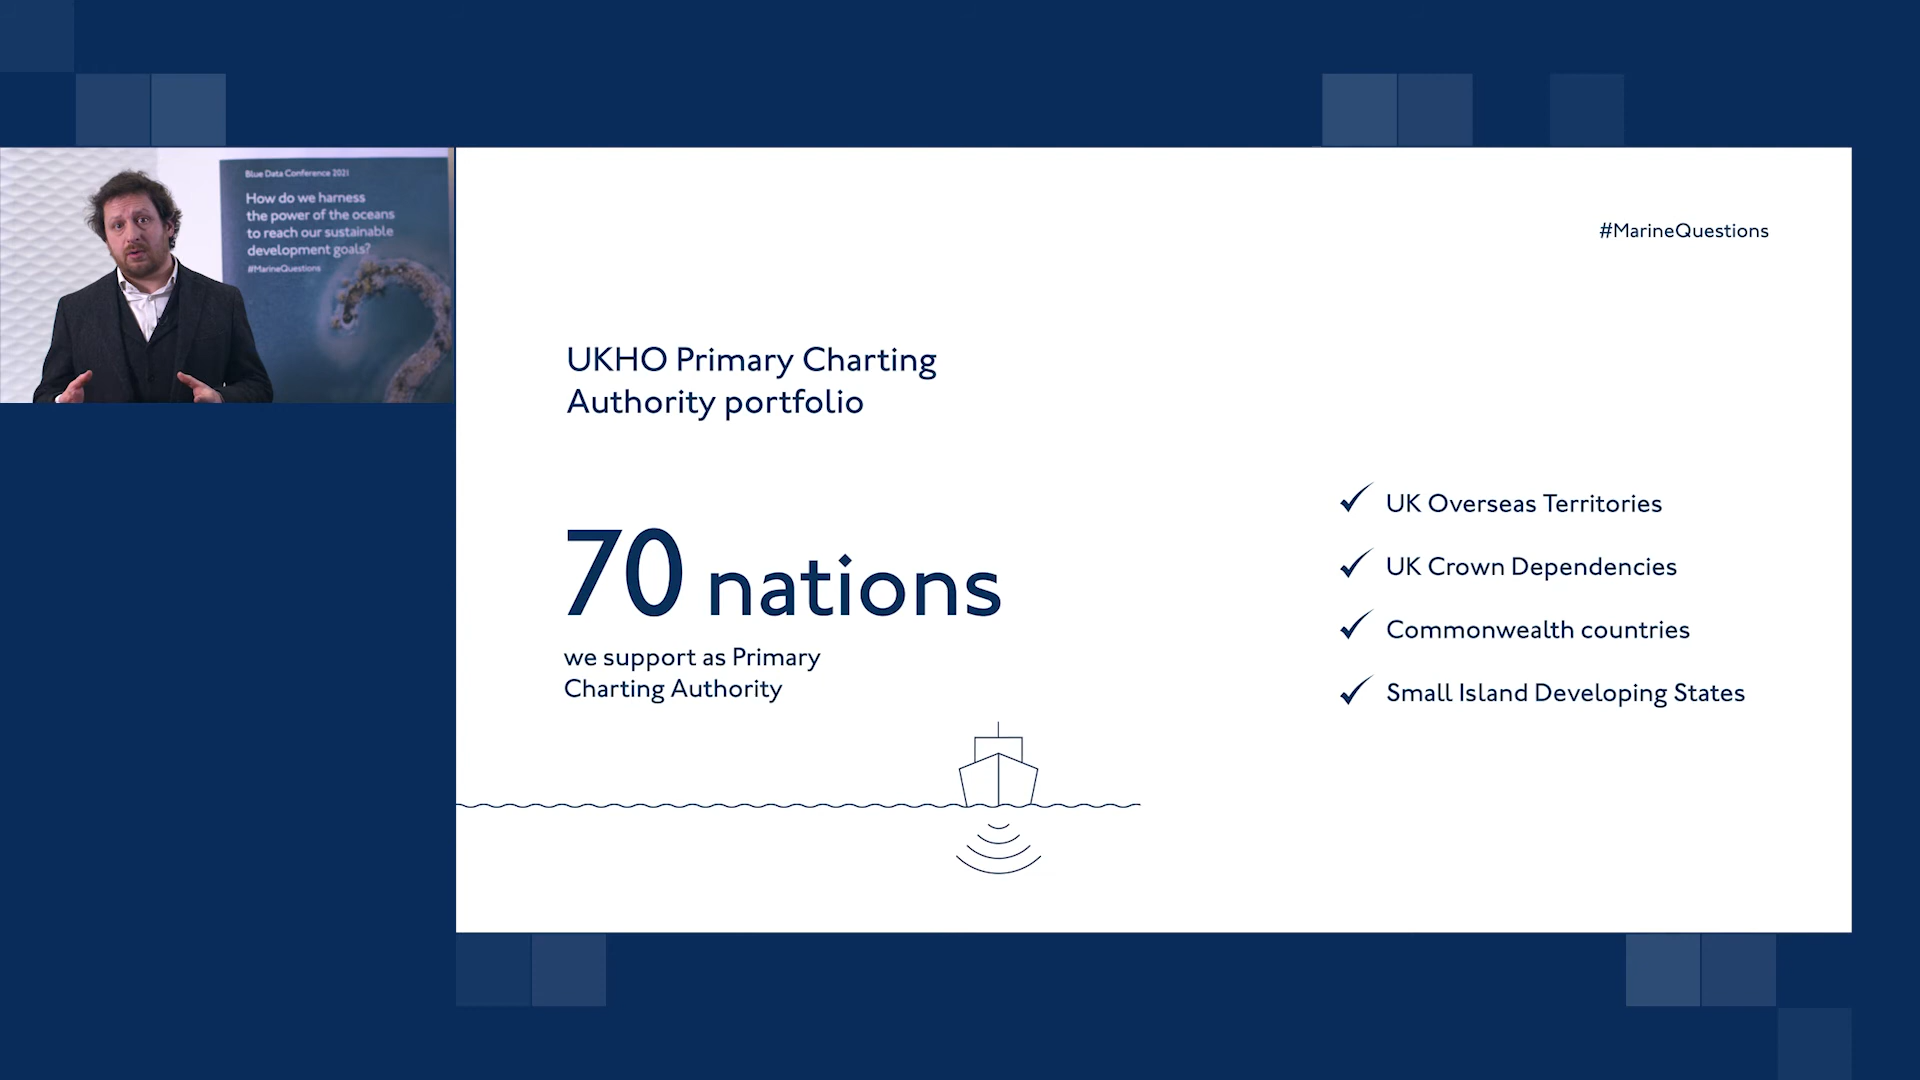 Blue Data Conference 2021
How do we harness
the power of the oceans
to reach our sustainable
development goals?
#MarineQuestions
#MarineQuestions
UKHO Primary Charting
Authority portfolio
70 nations
we support as Primary
Charting Authority
UK Overseas Territories
UK Crown Dependencies
Commonwealth countries
Small Island Developing States